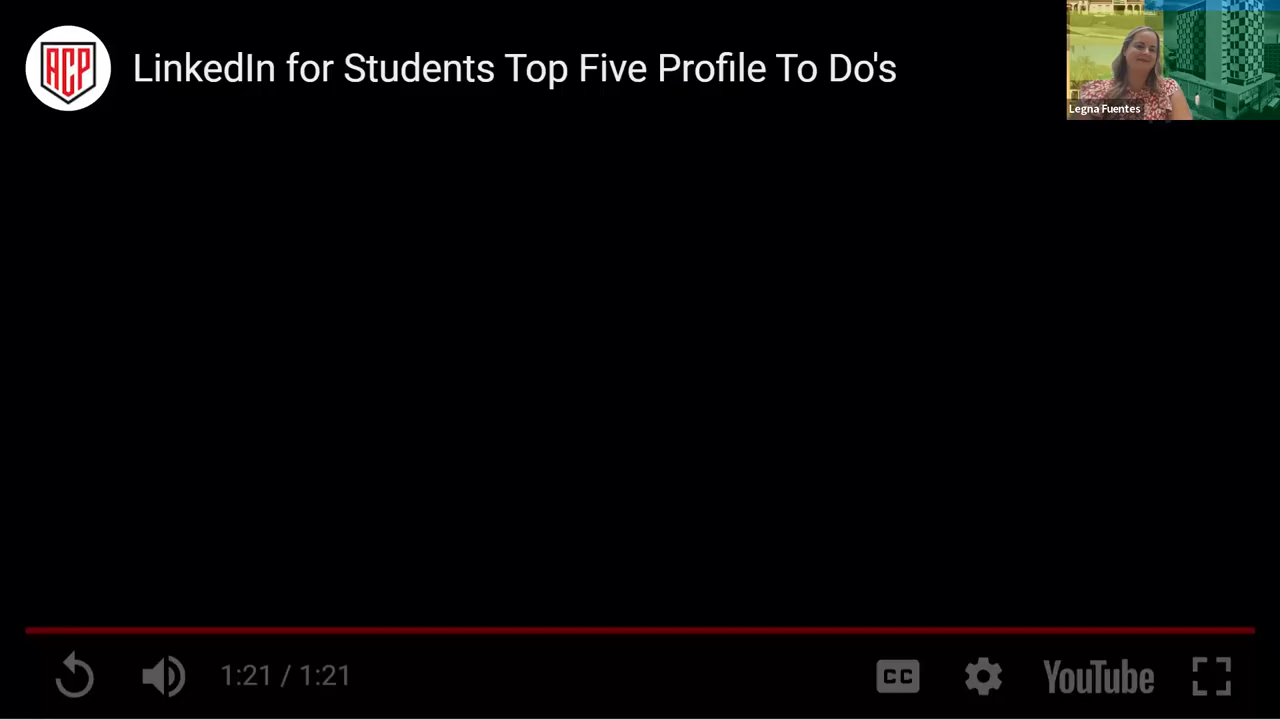 ACP
LinkedIn for Students Top Five Profile To Do's
Legna Fuentes
1:21 / 1:21
CC
YouTube